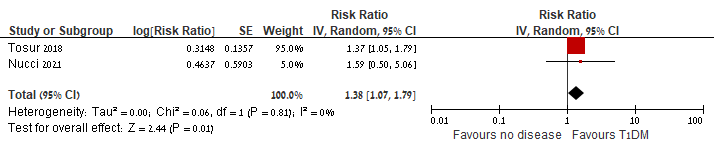 Risk Ratio Risk Ratio
Study or Subgroup log[Risk Ratio] SE Weight IV, Random, 95% CI IV, Random, 95% CI
Tosur 2018 0.3148 0.1357 95.0% 1.37 [1.05, 1.79]
Nucci 2021 0.4637 0.5903 5.0% 1.59 [0.50, 5.06]
Total (95% CI) 100.0% 1.38 [1.07, 1.79]
Heterogeneity: Tau² = 0.00; Chi² = 0.06, df = 1 (P = 0.81); I² = 0%
Test for overall effect: Z = 2.44 (P = 0.01)
0.01 0.1 1 10 100
Favours no disease Favours T1DM